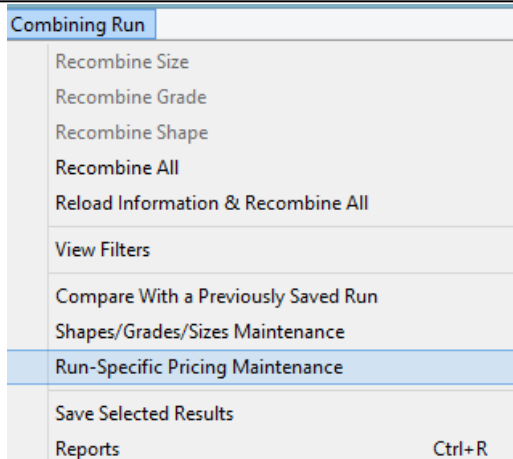 Combining Run
Recombine Size
Recombine Grade
Recombine Shape
Recombine All
Reload Information & Recombine All
View Filters
Compare With a Previously Saved Run
Shapes/Grades/Sizes Maintenance
Run-Specific Pricing Maintenance
Save Selected Results
Reports Ctrl+R